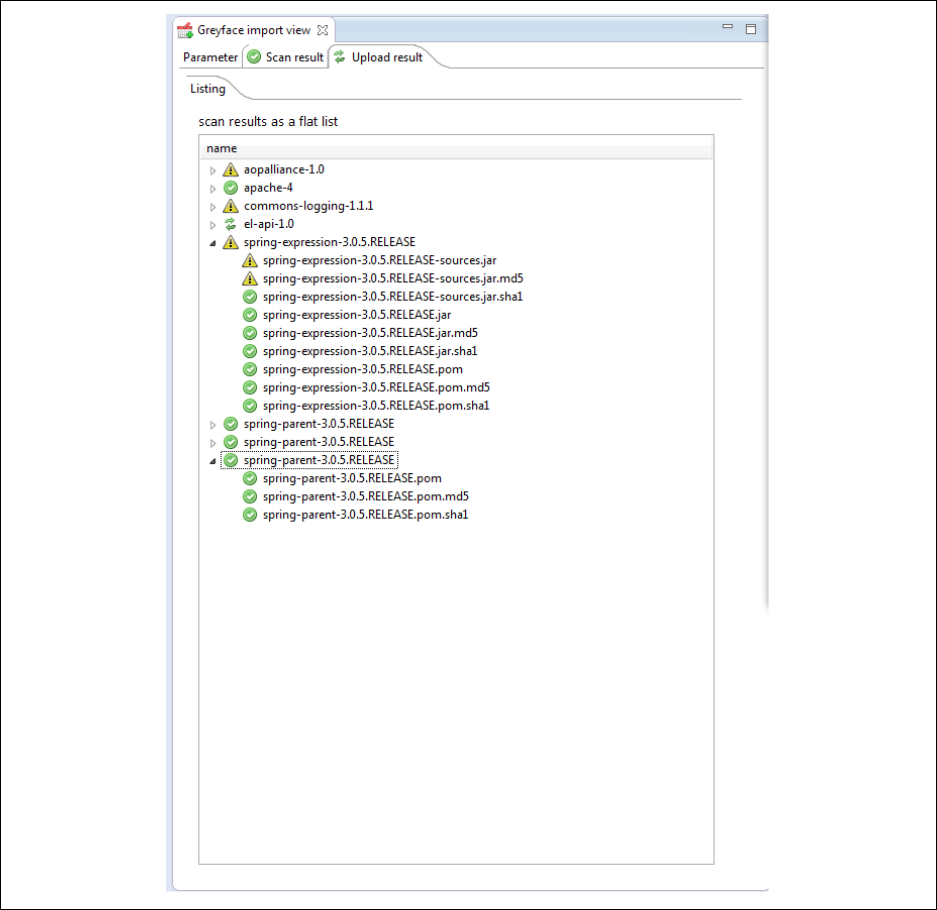 Greyface import view
Parameter Scan result Upload result
Listing
scan results as a flat list
name
aopalliance-1.0
apache-4
commons-logging-1.1.1
el-api-1.0
spring-expression-3.0.5.RELEASE
spring-expression-3.0.5.RELEASE-sources.jar
spring-expression-3.0.5.RELEASE-sources.jar.md5
spring-expression-3.0.5.RELEASE-sources.jar.sha1
spring-expression-3.0.5.RELEASE.jar
spring-expression-3.0.5.RELEASE.jar.md5
spring-expression-3.0.5.RELEASE.jar.sha1
spring-expression-3.0.5.RELEASE.pom
spring-expression-3.0.5.RELEASE.pom.md5
spring-expression-3.0.5.RELEASE.pom.sha1
spring-parent-3.0.5.RELEASE
spring-parent-3.0.5.RELEASE
spring-parent-3.0.5.RELEASE
spring-parent-3.0.5.RELEASE.pom
spring-parent-3.0.5.RELEASE.pom.md5
spring-parent-3.0.5.RELEASE.pom.sha1